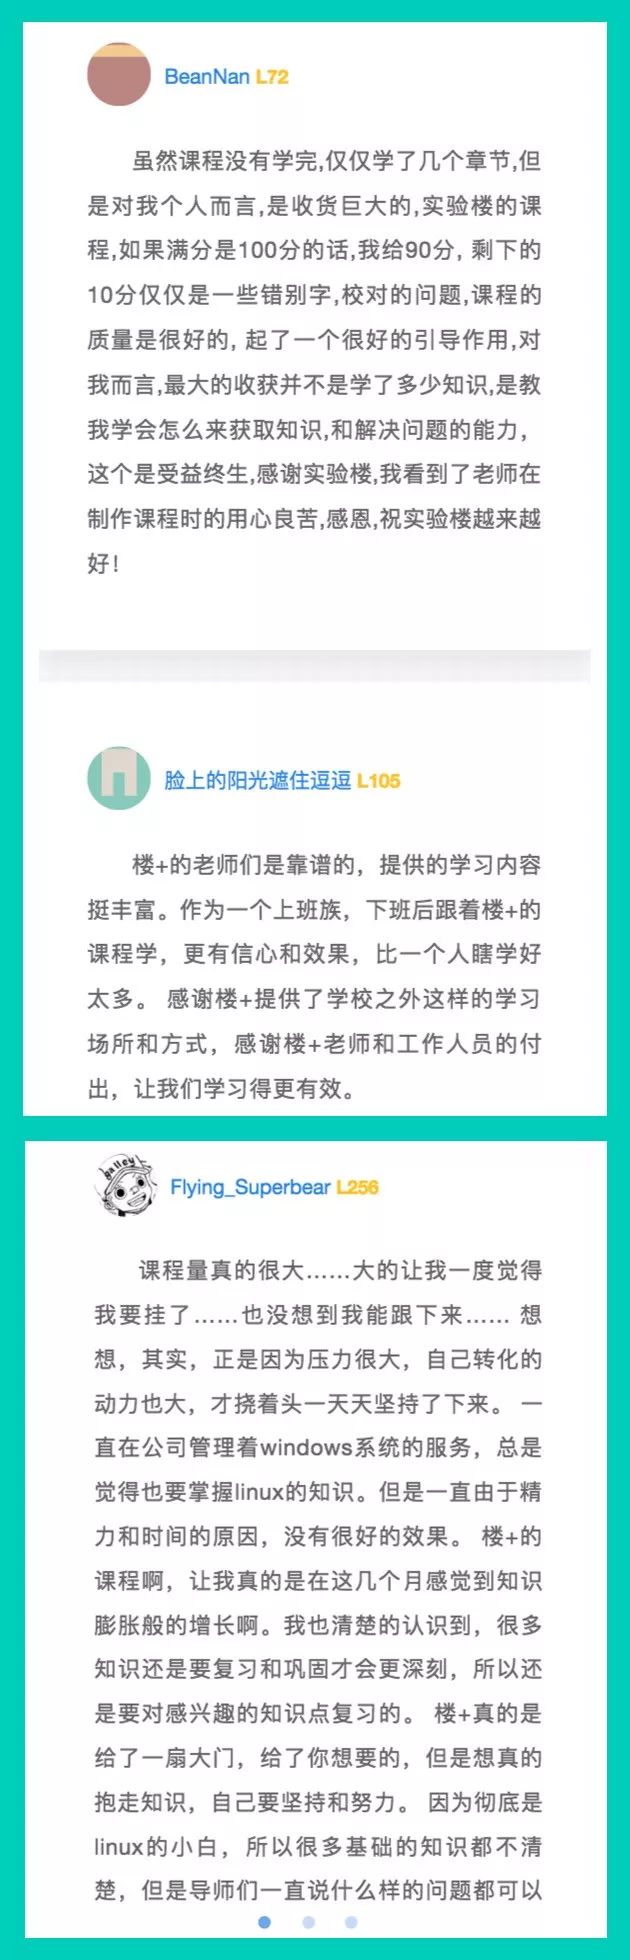 BeanNan L72
虽然课程没有学完,仅仅学了几个章节,但
是对我个人而言,是收货巨大的,实验楼的课
程,如果满分是100分的话,我给90分, 剩下的
10分仅仅是一些错别字,校对的问题,课程的
质量是很好的, 起了一个很好的引导作用,对
我而言,最大的收获并不是学了多少知识,是教
我学会怎么来获取知识,和解决问题的能力，
这个是受益终生,感谢实验楼,我看到了老师在
制作课程时的用心良苦,感恩,祝实验楼越来越
好!
脸上的阳光遮住逗逗 L105
楼+的老师们是靠谱的，提供的学习内容
挺丰富。作为一个上班族，下班后跟着楼+的
课程学，更有信心和效果，比一个人瞎学好
太多。 感谢楼+提供了学校之外这样的学习
场所和方式，感谢楼+老师和工作人员的付
出，让我们学习得更有效。
galley
Flying_Superbear L256
课程量真的很大……大的让我一度觉得
我要挂了……也没想到我能跟下来…… 想
想，其实，正是因为压力很大，自己转化的
动力也大，才挠着头一天天坚持了下来。 一
直在公司管理着windows系统的服务，总是
觉得也要掌握linux的知识。但是一直由于精
力和时间的原因，没有很好的效果。 楼+的
课程啊，让我真的是在这几个月感觉到知识
膨胀般的增长啊。我也清楚的认识到，很多
知识还是要复习和巩固才会更深刻，所以还
是要对感兴趣的知识点复习的。 楼+真的是
给了一扇大门，给了你想要的，但是想真的
抱走知识，自己要坚持和努力。 因为彻底是
linux的小白，所以很多基础的知识都不清
楚，但是导师们一直说什么样的问题都可以